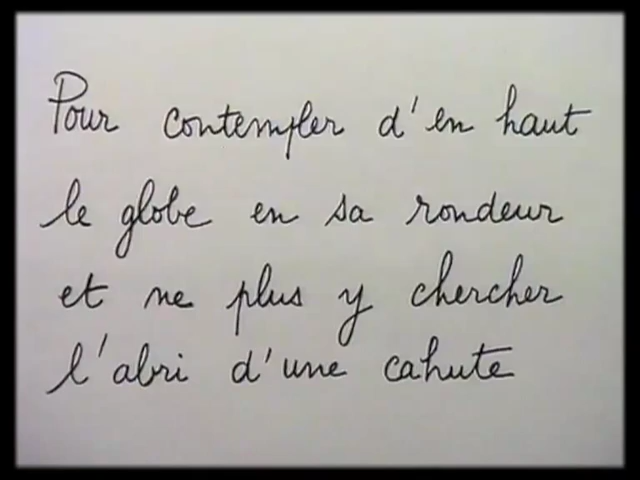 Pour contempler d'en haut
le globe en sa rondeur
et ne plus y chercher
l'abri d'une cahute